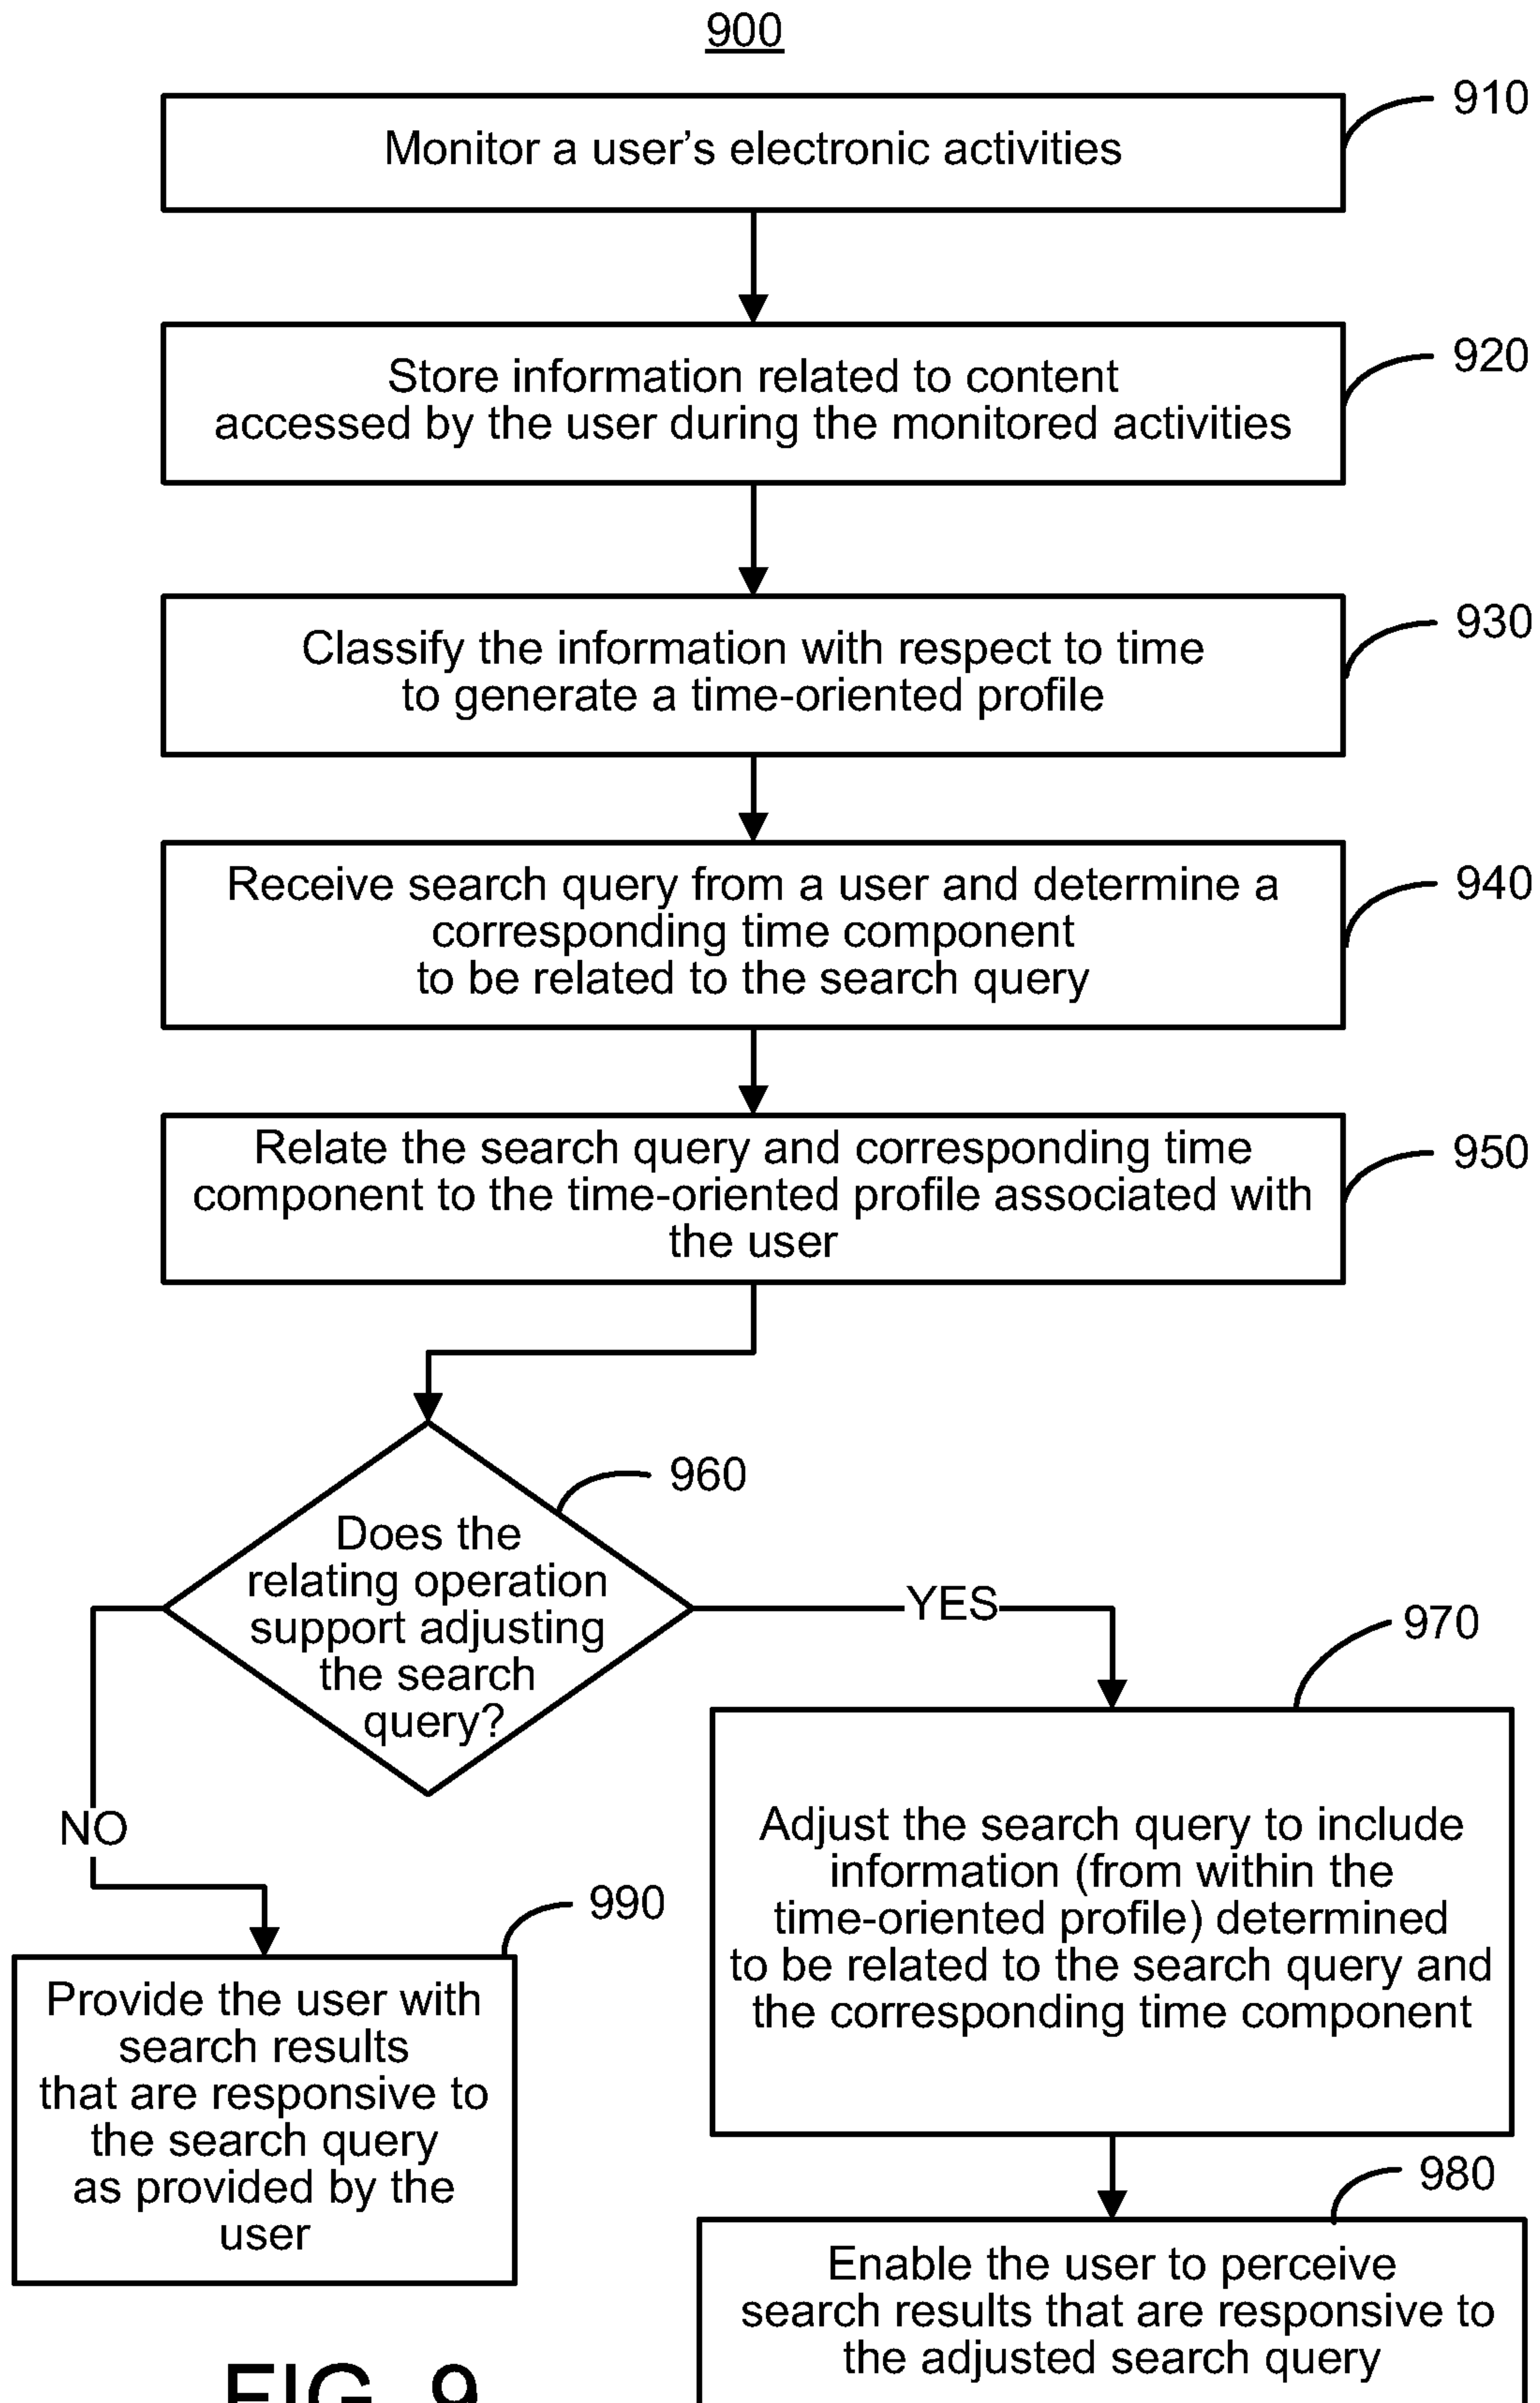 900
910
Monitor a user's electronic activities
920
Store information related to content
accessed by the user during the monitored activities
930
Classify the information with respect to time
to generate a time-oriented profile
940
Receive search query from a user and determine a
corresponding time component
to be related to the search query
950
Relate the search query and corresponding time
component to the time-oriented profile associated with
the user
960
Does the
relating operation
support adjusting
the search
query?
YES
970
NO
Adjust the search query to include
information (from within the
time-oriented profile) determined
to be related to the search query and
the corresponding time component
990
Provide the user with
search results
that are responsive to
the search query
as provided by the
user
980
Enable the user to perceive
search results that are responsive to
the adjusted search query
FIG. 9